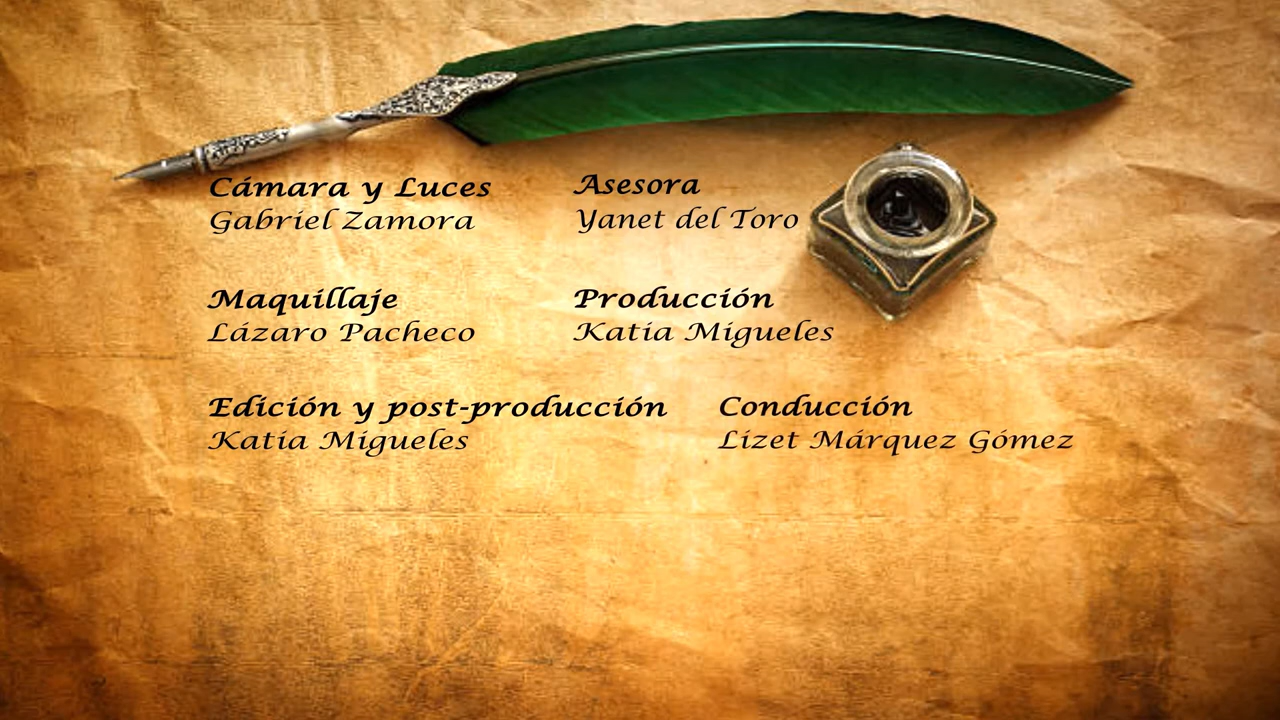 Cámara y Luces
Gabriel Zamora
Asesora
Yanet del Toro
Maquillaje
Lázaro Pacheco
Producción
Katia Migueles
Edición y post-producción
Katia Migueles
Conducción
Lizet Márquez Gómez